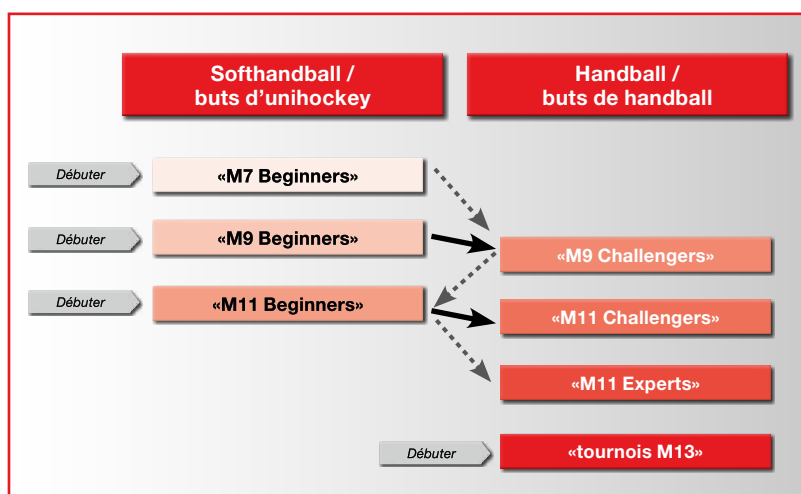 Softhandball /
buts d’unihockey
Handball /
buts de handball
Débuter
«M7 Beginners»
Débuter
«M9 Beginners»
«M9 Challengers»
Débuter
«M11 Beginners»
«M11 Challengers»
«M11 Experts»
Débuter
«tournois M13»